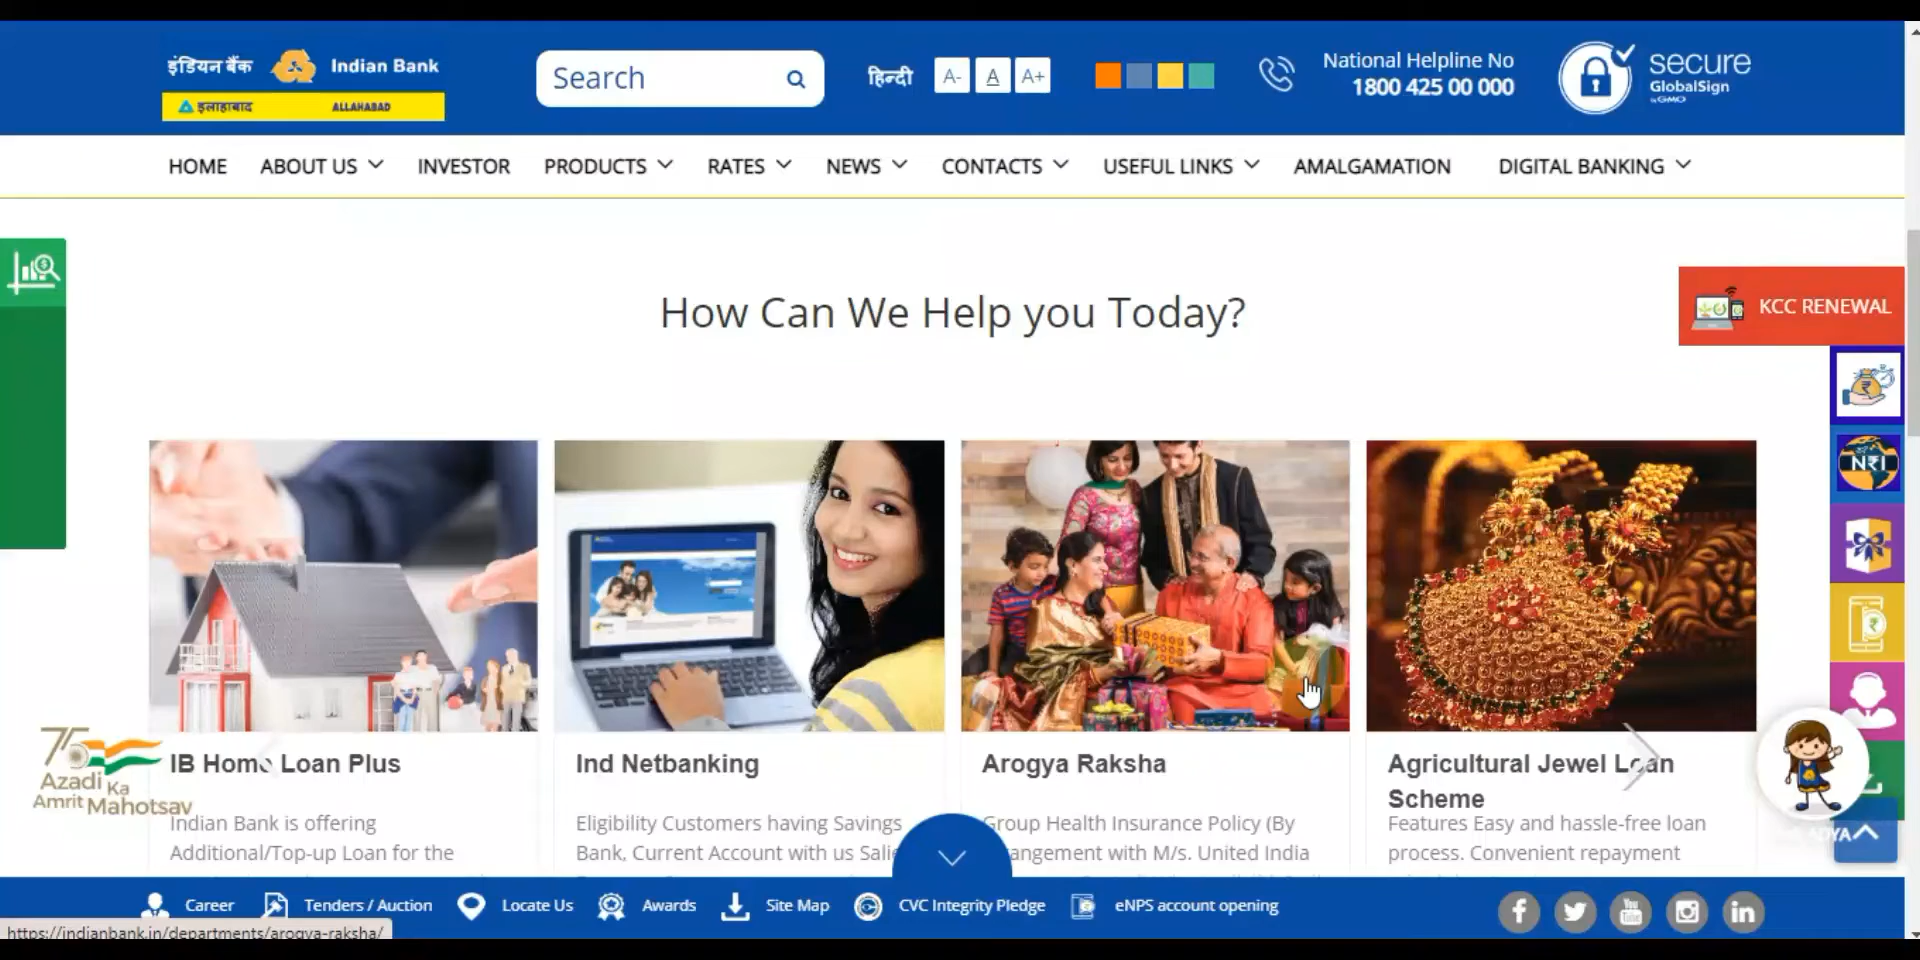 इंडियन बैंक Indian Bank
इलाहाबाद ALLAHABAD
Search
हिन्दी A- A A+
National Helpline No
1800 425 00 000
secure
GlobalSign
by GMO
HOME ABOUT US INVESTOR PRODUCTS RATES NEWS CONTACTS USEFUL LINKS AMALGAMATION DIGITAL BANKING
How Can We Help you Today?
KCC RENEWAL
NRI
IB Home Loan Plus
Indian Bank is offering
Additional/Top-up Loan for the
Ind Netbanking
Eligibility Customers having Savings
Bank, Current Account with us
Arogya Raksha
Group Health Insurance Policy (By
with M/s. United India
Agricultural Jewel Loan
Scheme
Features Easy and hassle-free loan
process. Convenient repayment
75
Azadi Ka
Amrit Mahotsav
ADYA
Career Tenders / Auction Locate Us Awards Site Map CVC Integrity Pledge eNPS account opening
https://indianbank.in/departments/arogya-raksha/